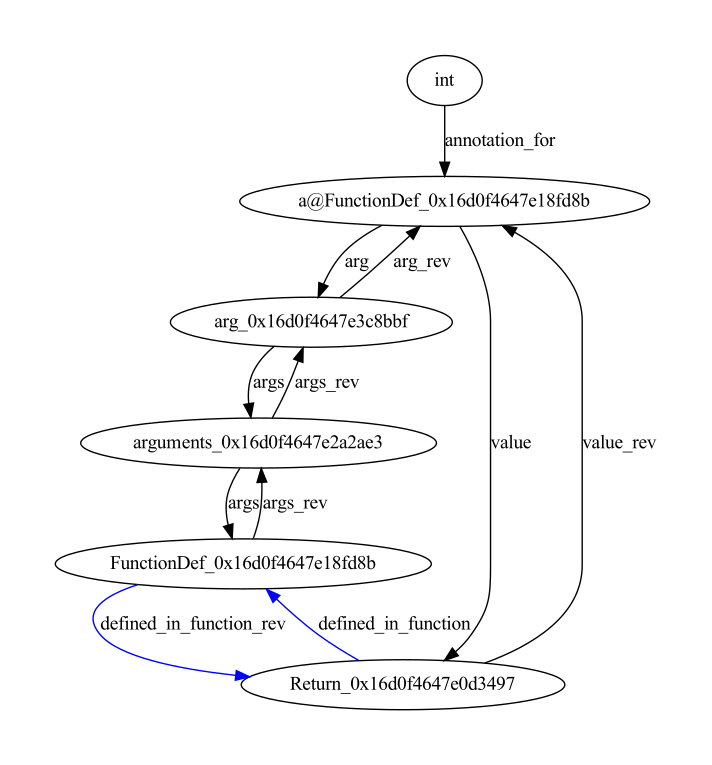 int
annotation_for
a@FunctionDef_0x16d0f4647e18fd8b
arg
arg_rev
arg_0x16d0f4647e3c8bbf
args
args_rev
arguments_0x16d0f4647e2a2ae3
value
value_rev
args
args_rev
FunctionDef_0x16d0f4647e18fd8b
defined_in_function_rev
defined_in_function
Return_0x16d0f4647e0d3497